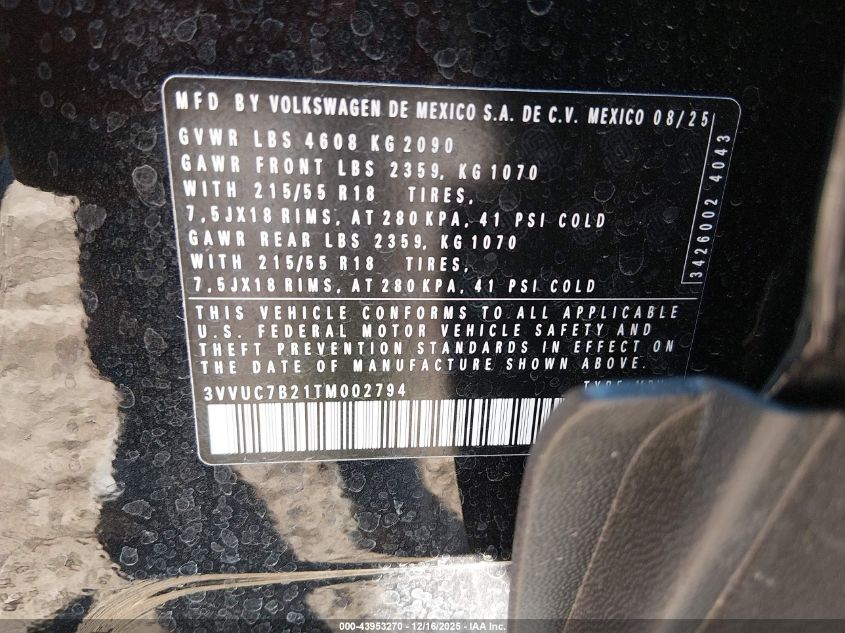 MFD BY VOLKSWAGEN DE MEXICO S.A. DE C.V. MEXICO 08/25
GVWR LBS 4608 KG 2090
GAWR FRONT LBS 2359, KG 1070
WITH 215/55 R18 TIRES,
7,5JX18 RIMS, AT 280 KPA, 41 PSI COLD
GAWR REAR LBS 2359, KG 1070
WITH 215/55 R18 TIRES,
7,5JX18 RIMS, AT 280 KPA, 41 PSI COLD
3426002 4043
THIS VEHICLE CONFORMS TO ALL APPLICABLE
U.S. FEDERAL MOTOR VEHICLE SAFETY AND
THEFT PREVENTION STANDARDS IN EFFECT ON
THE DATE OF MANUFACTURE SHOWN ABOVE.
3VVUC7B21TM002794 TYPE
000-43953270 - 12/16/2025 - IAA Inc.